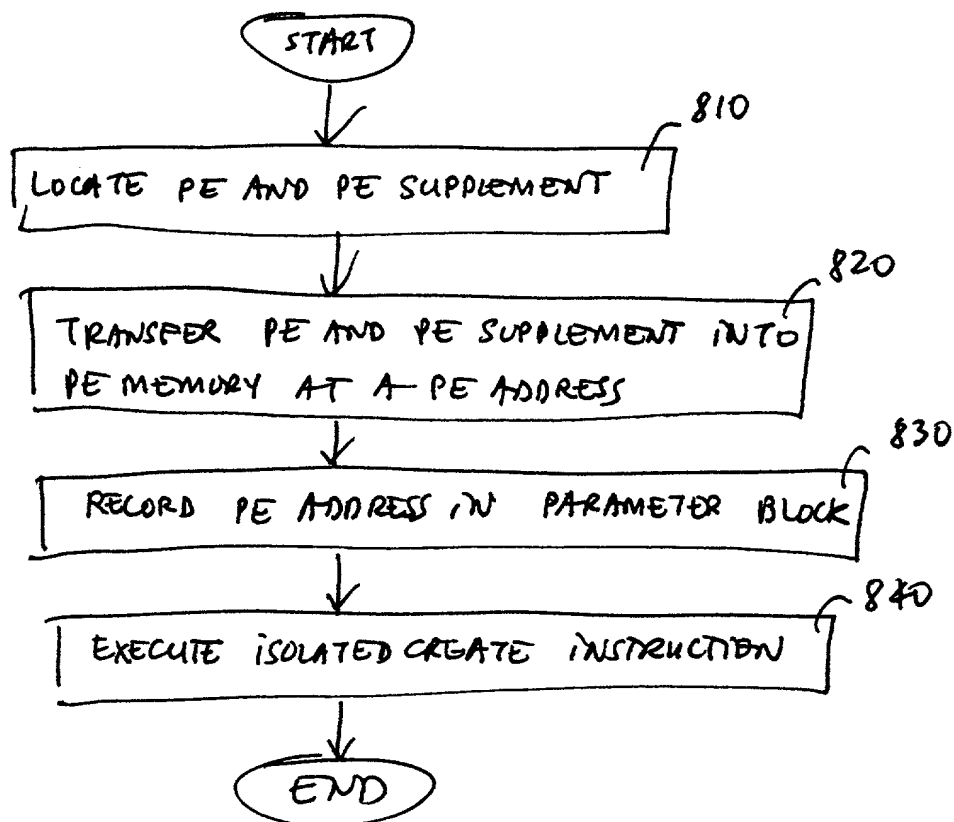 START
810
LOCATE PE AND PE SUPPLEMENT
820
TRANSFER PE AND PE SUPPLEMENT INTO
PE MEMORY AT A PE ADDRESS
830
RECORD PE ADDRESS IN PARAMETER BLOCK
840
EXECUTE ISOLATED CREATE INSTRUCTION
END